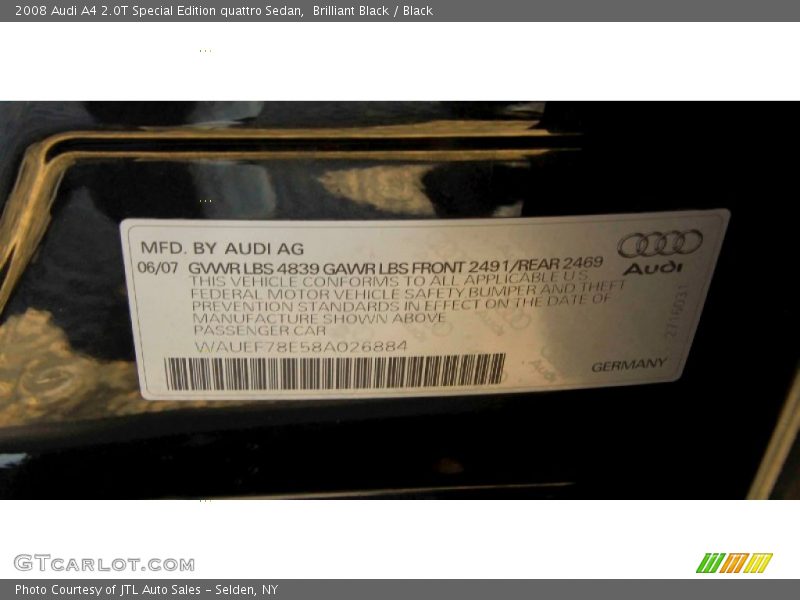 2008 Audi A4 2.0T Special Edition quattro Sedan, Brilliant Black / Black
MFD. BY AUDI AG
06/07 GVWR LBS 4839 GAWR LBS FRONT 2491/REAR 2469
THIS VEHICLE CONFORMS TO ALL APPLICABLE U.S.
FEDERAL MOTOR VEHICLE SAFETY BUMPER AND THEFT
PREVENTION STANDARDS IN EFFECT ON THE DATE OF
MANUFACTURE SHOWN ABOVE
PASSENGER CAR
WAUEF78E58A026884
Audi
2716031
GERMANY
GTCARLOT.COM
Photo Courtesy of JTL Auto Sales - Selden, NY